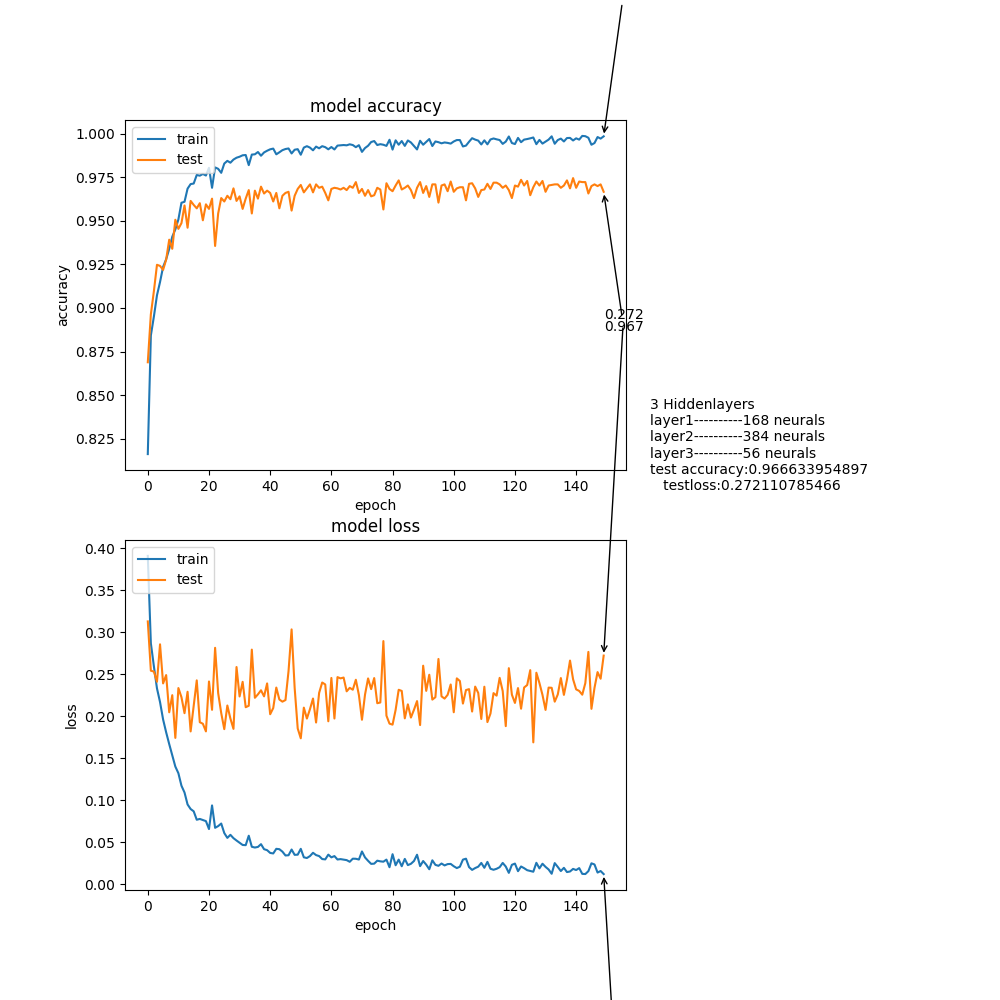 model accuracy
1.000
0.975
0.950
0.925
0.900
0.875
0.850
0.825
accuracy
train
test
0 20 40 60 80 100 120 140
epoch
0.272
0.967
3 Hiddenlayers
layer1----------168 neurals
layer2----------384 neurals
layer3----------56 neurals
test accuracy:0.966633954897
testloss:0.272110785466
model loss
0.40
0.35
0.30
0.25
0.20
0.15
0.10
0.05
0.00
loss
train
test
0 20 40 60 80 100 120 140
epoch